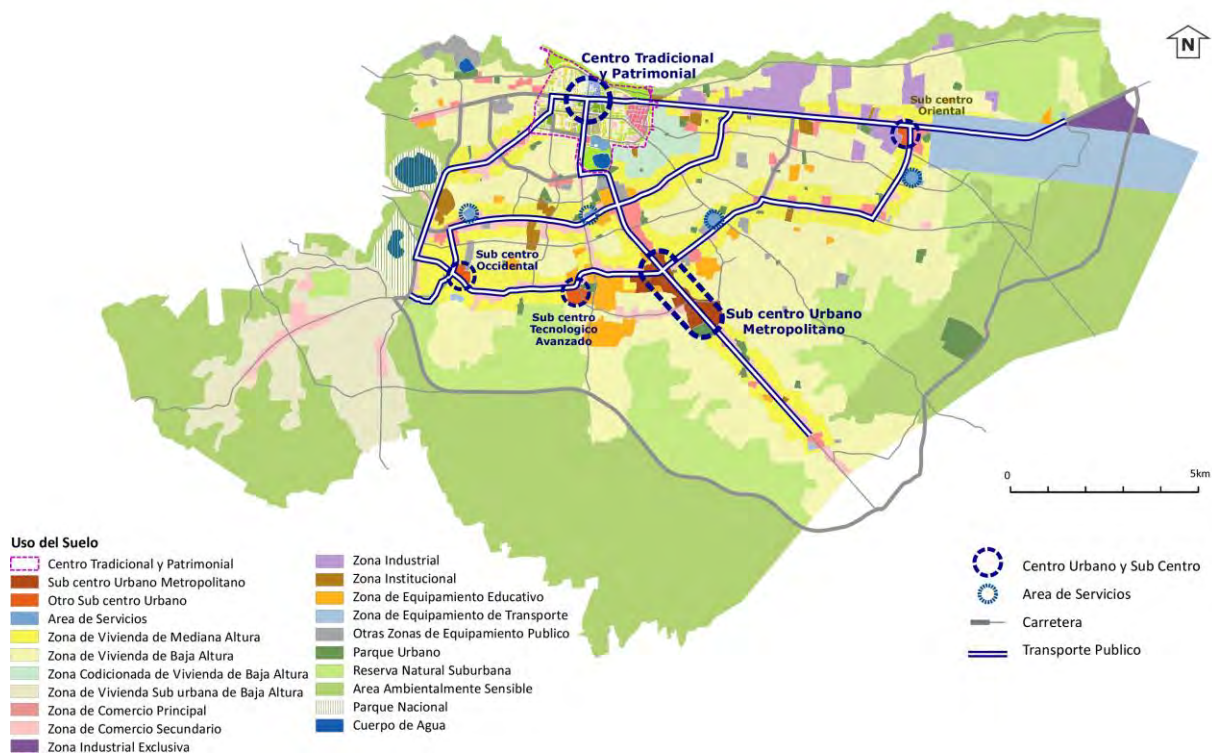 N
Centro Tradicional
y Patrimonial
Sub centro
Oriental
Sub centro
Occidental
Sub centro
Tecnologico
Avanzado
Sub centro Urbano
Metropolitano
0 5km
Uso del Suelo
Centro Tradicional y Patrimonial
Sub centro Urbano Metropolitano
Otro Sub centro Urbano
Area de Servicios
Zona de Vivienda de Mediana Altura
Zona de Vivienda de Baja Altura
Zona Codicionada de Vivienda de Baja Altura
Zona de Vivienda Sub urbana de Baja Altura
Zona de Comercio Principal
Zona de Comercio Secundario
Zona Industrial Exclusiva
Zona Industrial
Zona Institucional
Zona de Equipamiento Educativo
Zona de Equipamiento de Transporte
Otras Zonas de Equipamiento Publico
Parque Urbano
Reserva Natural Suburbana
Area Ambientalmente Sensible
Parque Nacional
Cuerpo de Agua
Centro Urbano y Sub Centro
Area de Servicios
Carretera
Transporte Publico